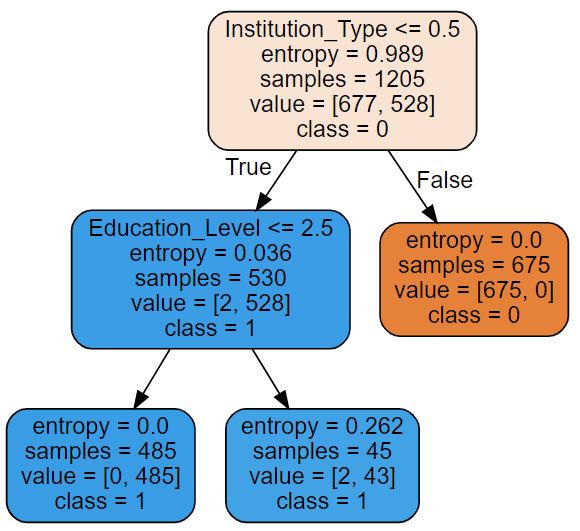 Institution_Type <= 0.5
entropy = 0.989
samples = 1205
value = [677, 528]
class = 0
True
False
Education_Level <= 2.5
entropy = 0.036
samples = 530
value = [2, 528]
class = 1
entropy = 0.0
samples = 675
value = [675, 0]
class = 0
entropy = 0.0
samples = 485
value = [0, 485]
class = 1
entropy = 0.262
samples = 45
value = [2, 43]
class = 1